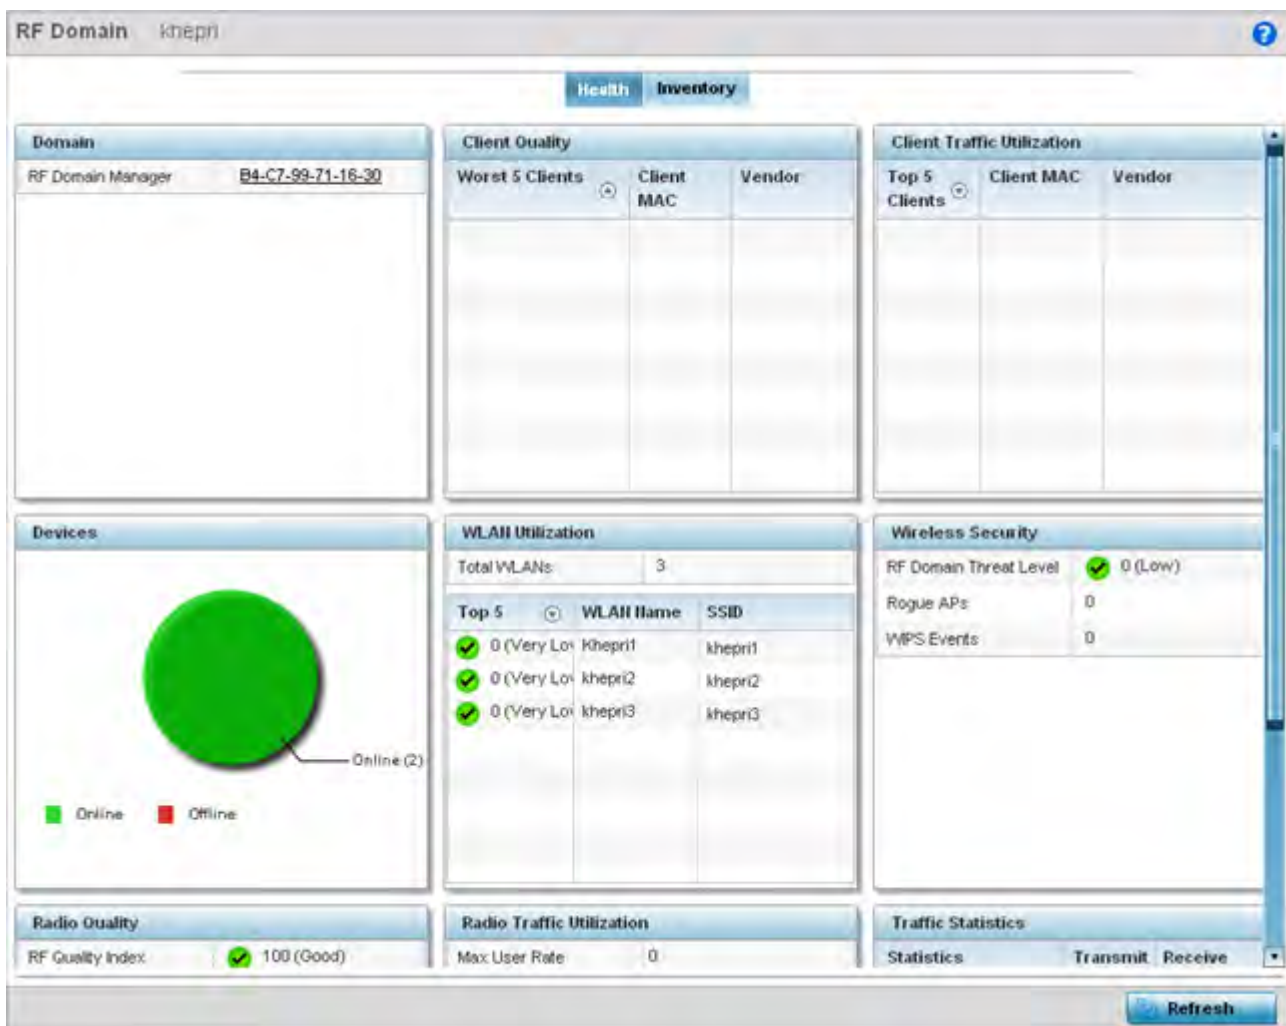 RF Domain khepri
Health Inventory
Domain
RF Domain Manager B4-C7-99-71-16-30
Client Quality
Worst 5 Clients Client MAC Vendor
Client Traffic Utilization
Top 5 Clients Client MAC Vendor
Devices
Online (2)
Online Offline
WLAN Utilization
Total WLANs 3
Top 5 WLAN Name SSID
0 (Very Lo Khepri1 khepri1
0 (Very Lo khepri2 khepri2
0 (Very Lo khepri3 khepri3
Wireless Security
RF Domain Threat Level 0 (Low)
Rogue APs 0
WIPS Events 0
Radio Quality
RF Quality Index 100 (Good)
Radio Traffic Utilization
Max User Rate 0
Traffic Statistics
Statistics Transmit Receive
Refresh